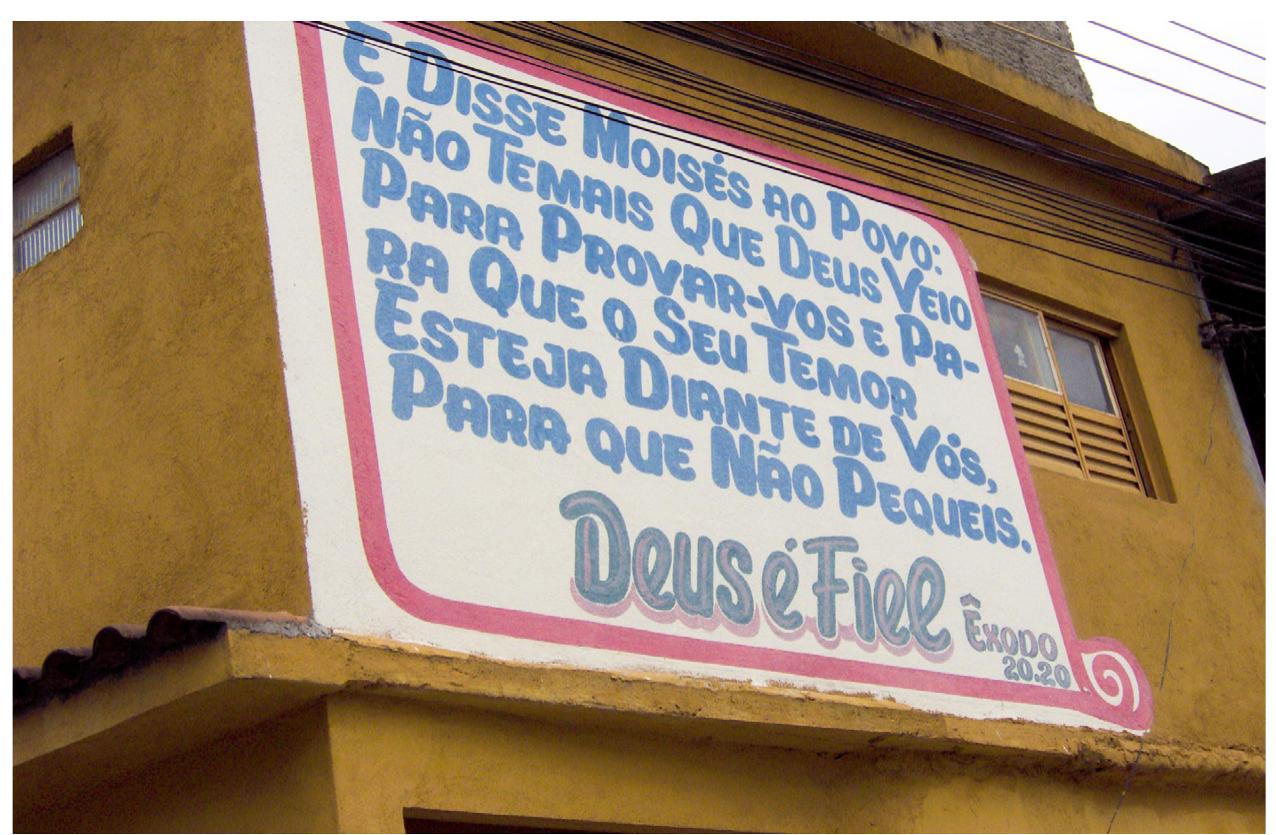 E DISSE MOISÉS AO POVO:
NÃO TEMAIS QUE DEUS VEIO
PARA PROVAR-VOS E PA-
RA QUE O SEU TEMOR
ESTEJA DIANTE DE VÓS,
PARA QUE NÃO PEQUEIS.
Deus é Fiel
ÊXODO
20.20